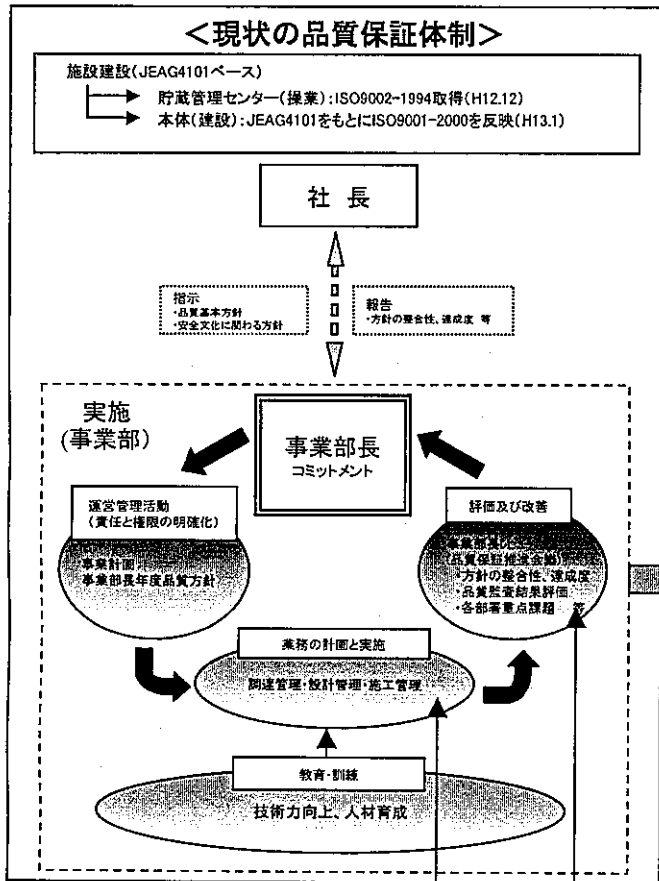 <現状の品質保証体制>
施設建設(JEAG4101ベース)
貯蔵管理センター(操業):ISO9002-1994取得(H12.12)
本体(建設):JEAG4101をもとにISO9001-2000を反映(H13.1)
社 長
指示
・品質基本方針
・安全文化に関わる方針
報告
・方針の整合性、達成度 等
実施
(事業部)
事業部長
コミットメント
運営管理活動
(責任と権限の明確化)
・事業計画
・事業部長年度品質方針
評価及び改善
事業部長
(品質保証推進会議)
・方針の整合性、達成度
・品質監査結果評価
・各部署重点課題 等
業務の計画と実施
調達管理・設計管理・施工管理
教育・訓練
技術力向上、人材育成